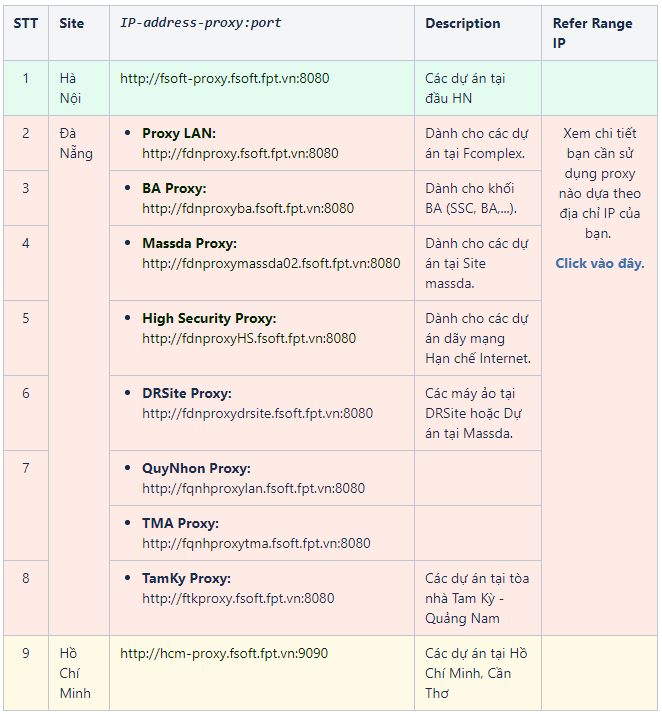 STT Site IP-address-proxy:port Description Refer Range
IP
1 Hà http://fsoft-proxy.fsoft.fpt.vn:8080 Các dự án tại
Nội đầu HN
2 Đà • Proxy LAN: Dành cho các dự Xem chi tiết
Nẵng http://fdnproxy.fsoft.fpt.vn:8080 án tại Fcomplex. bạn cần sử
dụng proxy
3 • BA Proxy: Dành cho khối nào dựa theo
http://fdnproxyba.fsoft.fpt.vn:8080 BA (SSC, BA,...). địa chỉ IP của
bạn.
4 • Massda Proxy: Dành cho các dự
http://fdnproxymassda02.fsoft.fpt.vn:8080 án tại Site Click vào đây.
massda.
5 • High Security Proxy: Dành cho các dự
http://fdnproxyHS.fsoft.fpt.vn:8080 án dãy mạng
Hạn chế Internet.
6 • DRSite Proxy: Các máy ảo tại
http://fdnproxydrsite.fsoft.fpt.vn:8080 DRSite hoặc Dự
án tại Massda.
7 • QuyNhon Proxy:
http://fqnhproxylan.fsoft.fpt.vn:8080
• TMA Proxy:
http://fqnhproxytma.fsoft.fpt.vn:8080
8 • TamKy Proxy: Các dự án tại tòa
http://ftkproxy.fsoft.fpt.vn:8080 nhà Tam Kỳ -
Quảng Nam
9 Hồ http://hcm-proxy.fsoft.fpt.vn:9090 Các dự án tại Hồ
Chí Chí Minh, Cần
Minh Thơ